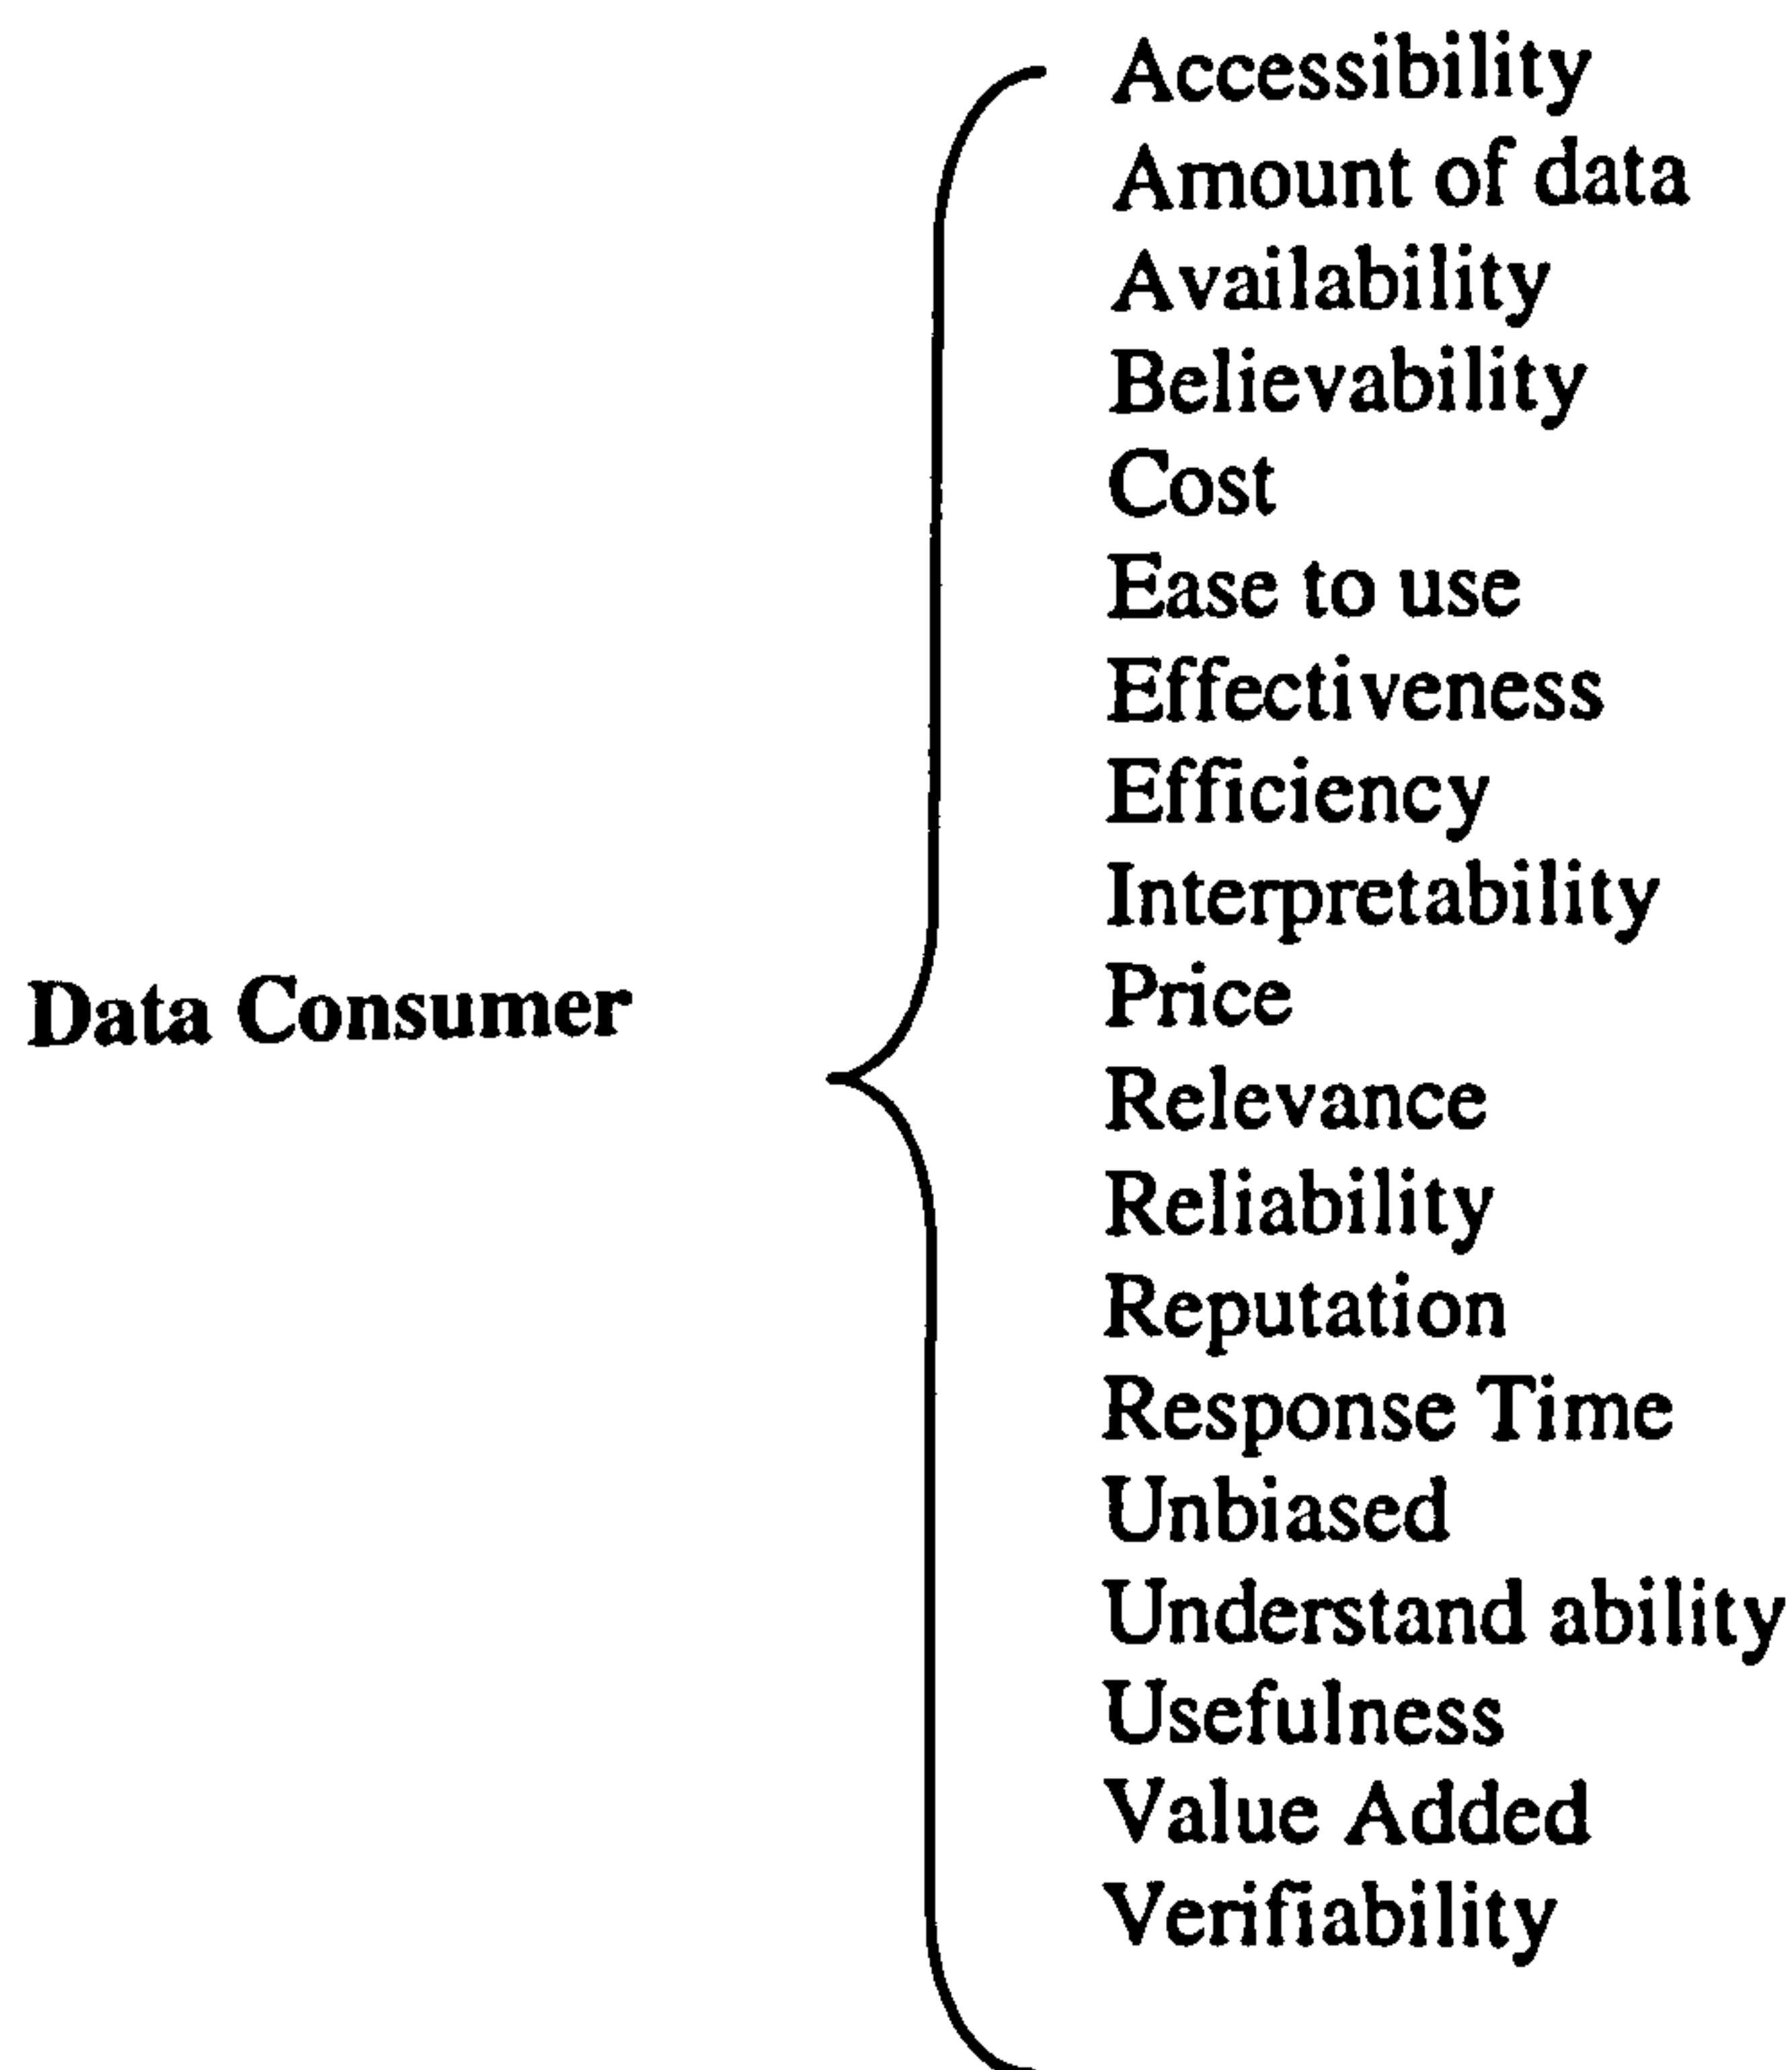 Accessibility
Amount of data
Availability
Believability
Cost
Ease to use
Effectiveness
Efficiency
Interpretability
Data Consumer
Price
Relevance
Reliability
Reputation
Response Time
Unbiased
Understand ability
Usefulness
Value Added
Verifiability